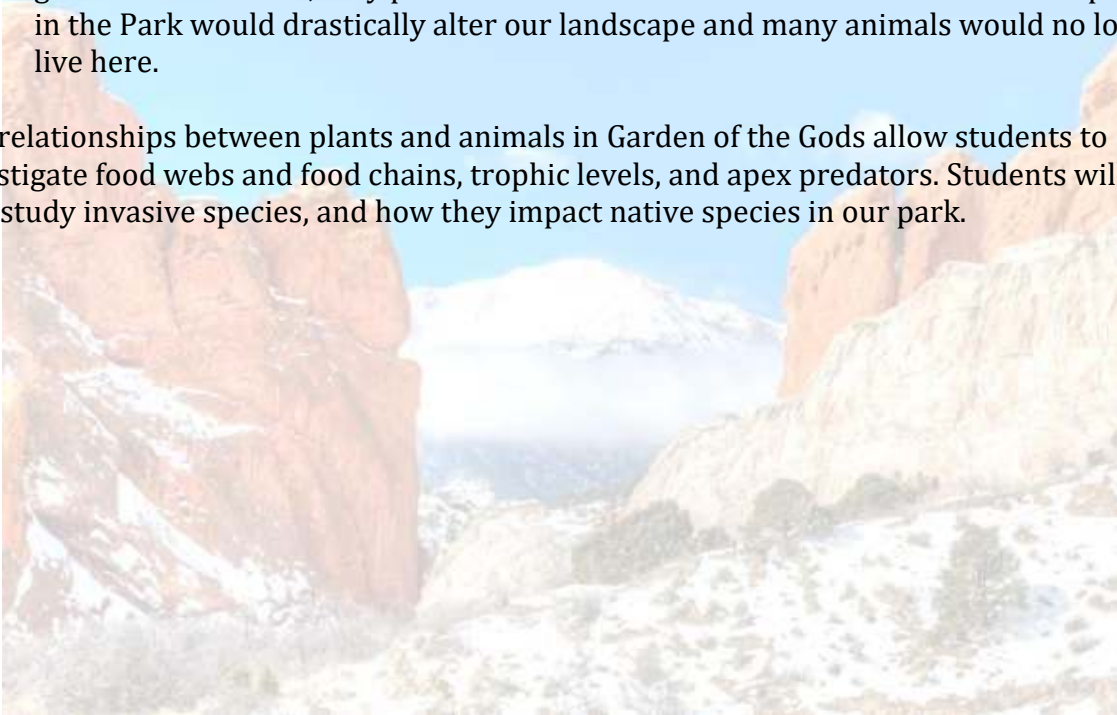 in the Park would drastically alter our landscape and many animals would no lo
live here.
relationships between plants and animals in Garden of the Gods allow students to
stigate food webs and food chains, trophic levels, and apex predators. Students wil
study invasive species, and how they impact native species in our park.